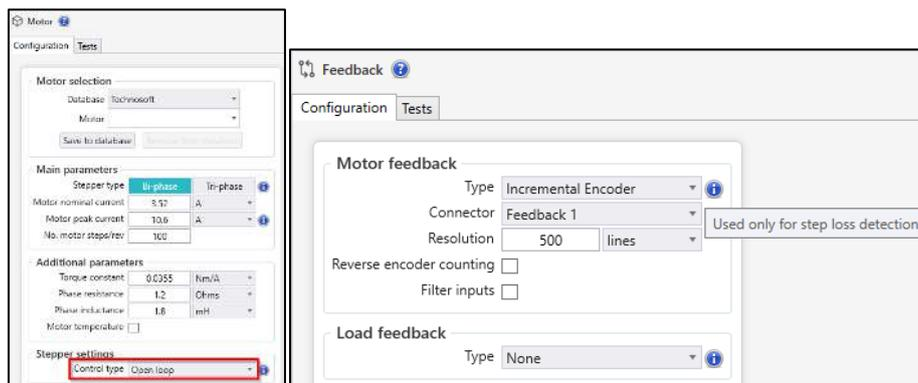 Motor ?
Configuration Tests
Motor selection
Database Technosoft
Motor
Save to database
Main parameters
Stepper type Bi-phase Tri-phase i
Motor nominal current A
Motor peak current 10.6 A i
No. motor steps/rev 100
Additional parameters
Torque constant 0.0355 Nm/A
Phase resistance 1.2 Ohms
Phase inductance 1.8 mH
Motor temperature
Stepper settings
Control type Open loop i
Feedback ?
Configuration Tests
Motor feedback
Type Incremental Encoder i
Connector Feedback 1
Used only for step loss detection
Resolution 500 lines
Reverse encoder counting
Filter inputs
Load feedback
Type None i